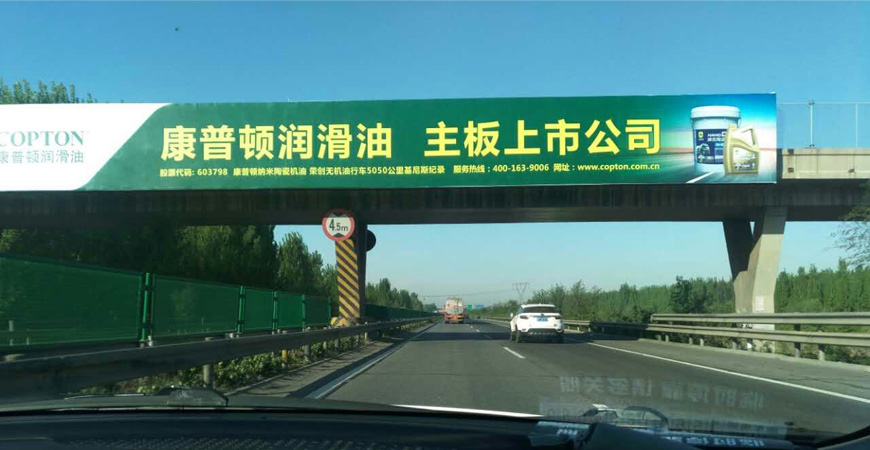 COPTON
康普顿润滑油
康普顿润滑油 主板上市公司
股票代码: 603798 康普顿纳米陶瓷机油 荣创无机油行车5050公里基尼斯纪录 服务热线: 400-163-9006 网址: www.copton.com.cn
4.5m